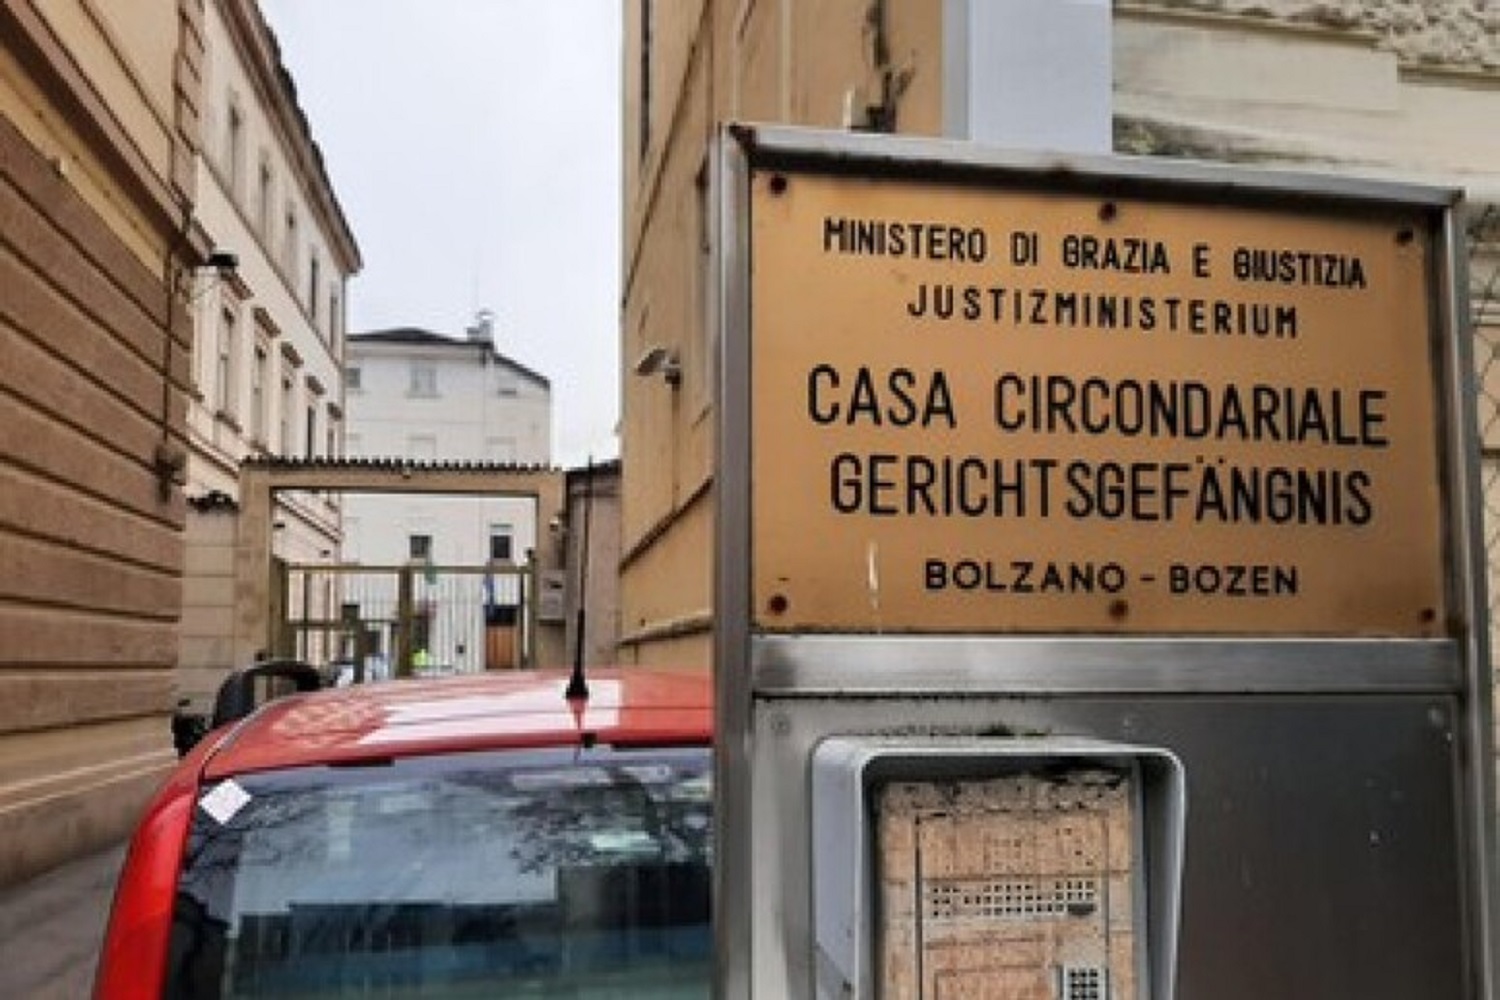 MINISTERO DI GRAZIA E GIUSTIZIA
JUSTIZMINISTERIUM
CASA CIRCONDARIALE
GERICHTSGEFÄNGNIS
BOLZANO - BOZEN